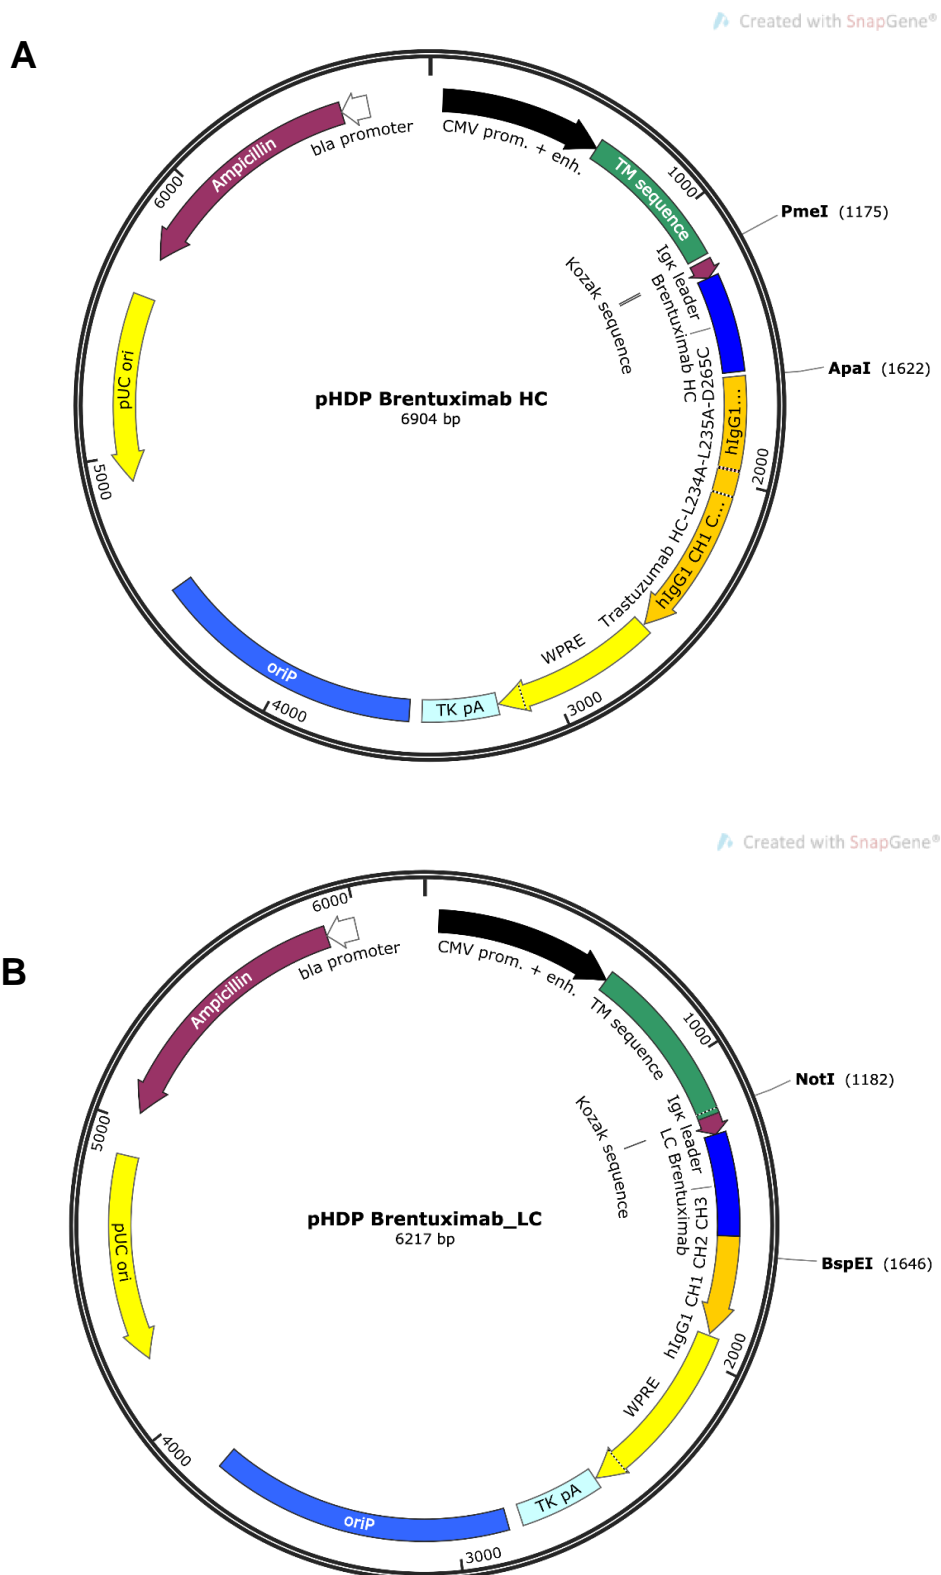 Created with SnapGene®
A
CMV prom. + enh.
TM sequence
1000
PmeI (1175)
Igκ leader
Brentuximab HC
Kozak sequence
ApaI (1622)
hIgG1...
Trastuzumab HC-L234A-L235A-D265C
2000
hIgG1 CH1 C...
WPRE
3000
TK pA
4000
oriP
5000
pUC ori
6000
Ampicillin
bla promoter
pHDP Brentuximab HC
6904 bp
Created with SnapGene®
B
CMV prom. + enh.
TM sequence
1000
NotI (1182)
Igκ leader
LC Brentuximab
Kozak sequence
BspEI (1646)
hIgG1 CH1 CH2 CH3
2000
WPRE
TK pA
3000
oriP
4000
pUC ori
5000
Ampicillin
6000
bla promoter
pHDP Brentuximab_LC
6217 bp